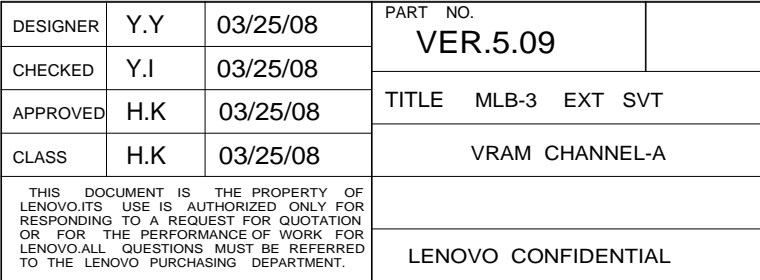 DESIGNER Y.Y 03/25/08
CHECKED Y.I 03/25/08
APPROVED H.K 03/25/08
CLASS H.K 03/25/08
THIS DOCUMENT IS THE PROPERTY OF
LENOVO.ITS USE IS AUTHORIZED ONLY FOR
RESPONDING TO A REQUEST FOR QUOTATION
OR FOR THE PERFORMANCE OF WORK FOR
LENOVO.ALL QUESTIONS MUST BE REFERRED
TO THE LENOVO PURCHASING DEPARTMENT.
PART NO.
VER.5.09
TITLE MLB-3 EXT SVT
VRAM CHANNEL-A
LENOVO CONFIDENTIAL